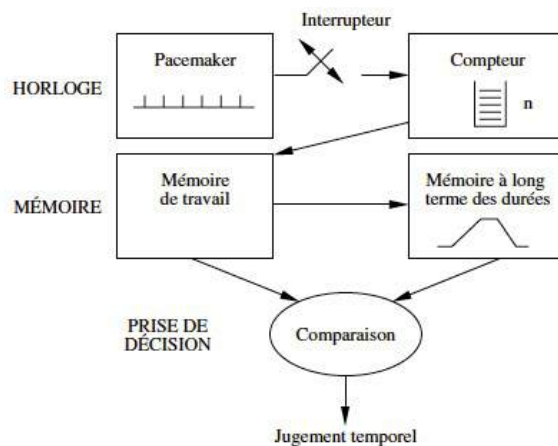 Interrupteur
Pacemaker
Compteur
HORLOGE
n
Mémoire
de travail
Mémoire à long
terme des durées
MÉMOIRE
PRISE DE
DÉCISION
Comparaison
Jugement temporel